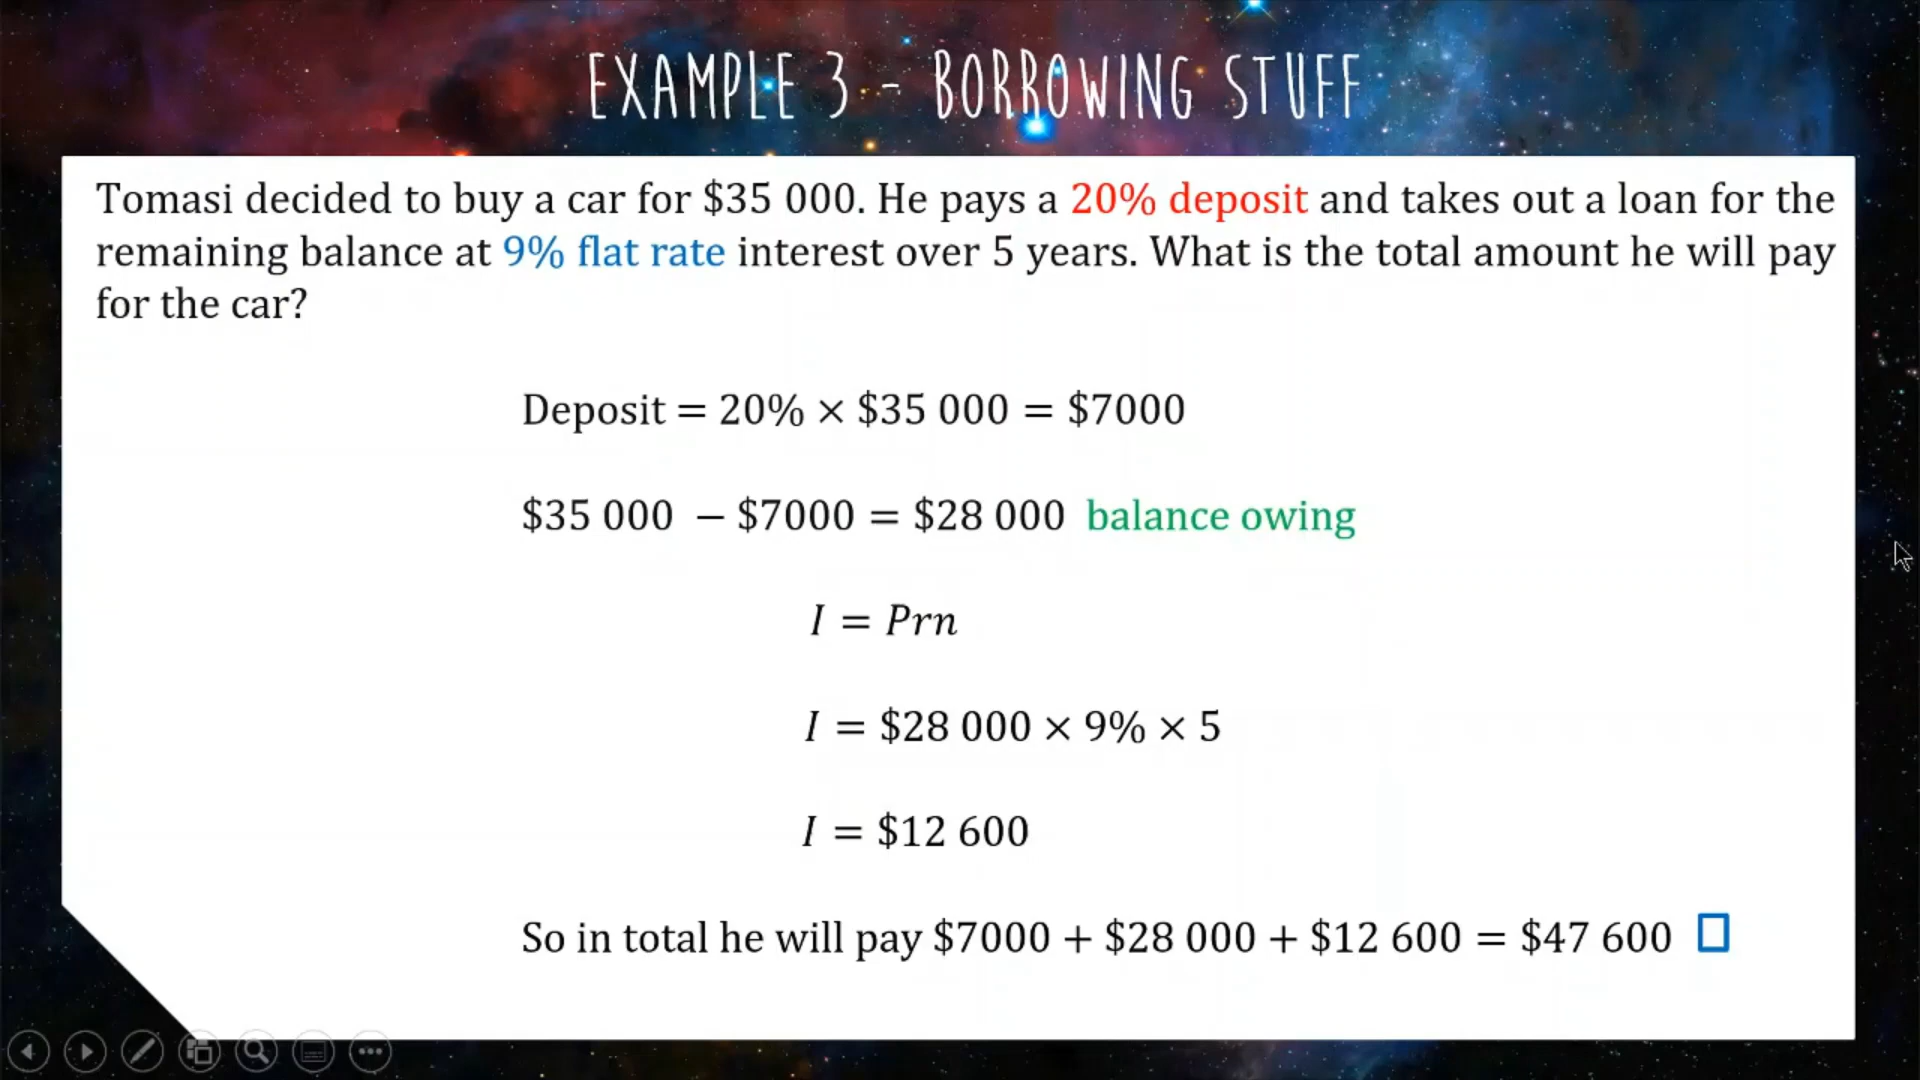 EXAMPLE 3 - BORROWING STUFF
Tomasi decided to buy a car for $35 000. He pays a 20% deposit and takes out a loan for the
remaining balance at 9% flat rate interest over 5 years. What is the total amount he will pay
for the car?
Deposit = 20% × $35 000 = $7000
$35 000 − $7000 = $28 000 balance owing
I = Prn
I = $28 000 × 9% × 5
I = $12 600
So in total he will pay $7000 + $28 000 + $12 600 = $47 600